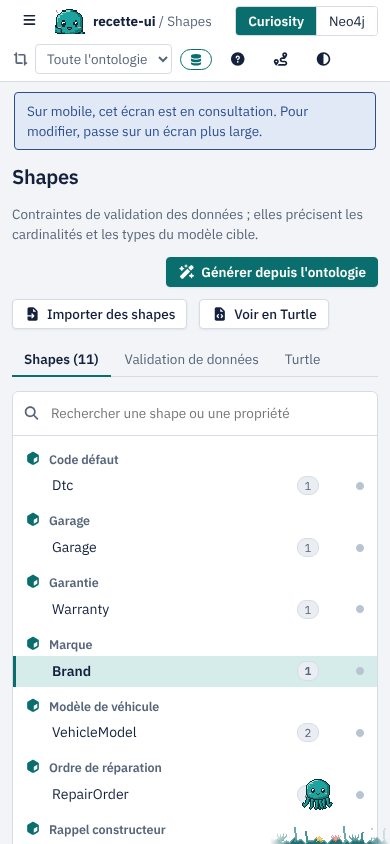 recette-ui / Shapes
Curiosity
Neo4j
Toute l'ontologie
Sur mobile, cet écran est en consultation. Pour
modifier, passe sur un écran plus large.
Shapes
Contraintes de validation des données ; elles précisent les
cardinalités et les types du modèle cible.
Générer depuis l'ontologie
Importer des shapes
Voir en Turtle
Shapes (11)
Validation de données
Turtle
Rechercher une shape ou une propriété
Code défaut
Dtc 1
Garage
Garage 1
Garantie
Warranty 1
Marque
Brand 1
Modèle de véhicule
VehicleModel 2
Ordre de réparation
RepairOrder
Rappel constructeur